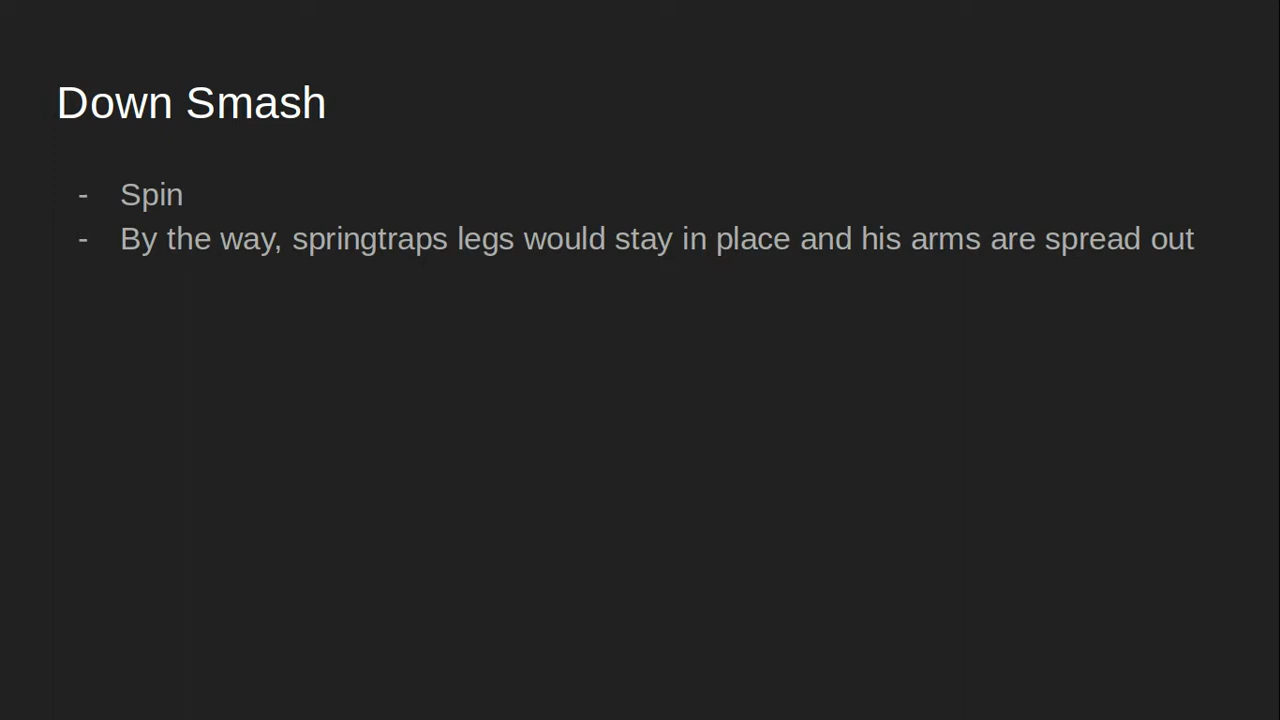 Down Smash
- Spin
- By the way, springtraps legs would stay in place and his arms are spread out